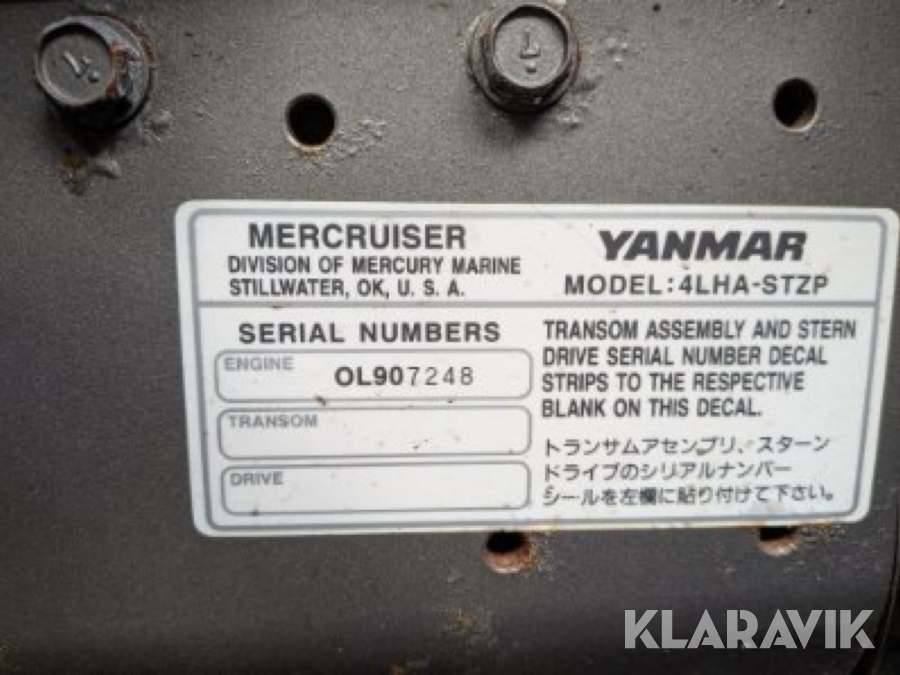 MERCRUISER
DIVISION OF MERCURY MARINE
STILLWATER, OK, U. S. A.
YANMAR
MODEL:4LHA-STZP
SERIAL NUMBERS
ENGINE
OL907248
TRANSOM
DRIVE
TRANSOM ASSEMBLY AND STERN
DRIVE SERIAL NUMBER DECAL
STRIPS TO THE RESPECTIVE
BLANK ON THIS DECAL.
トランサムアセンブリ、スターン
ドライブのシリアルナンバー
シールを左欄に貼り付けて下さい。
KLARAVIK